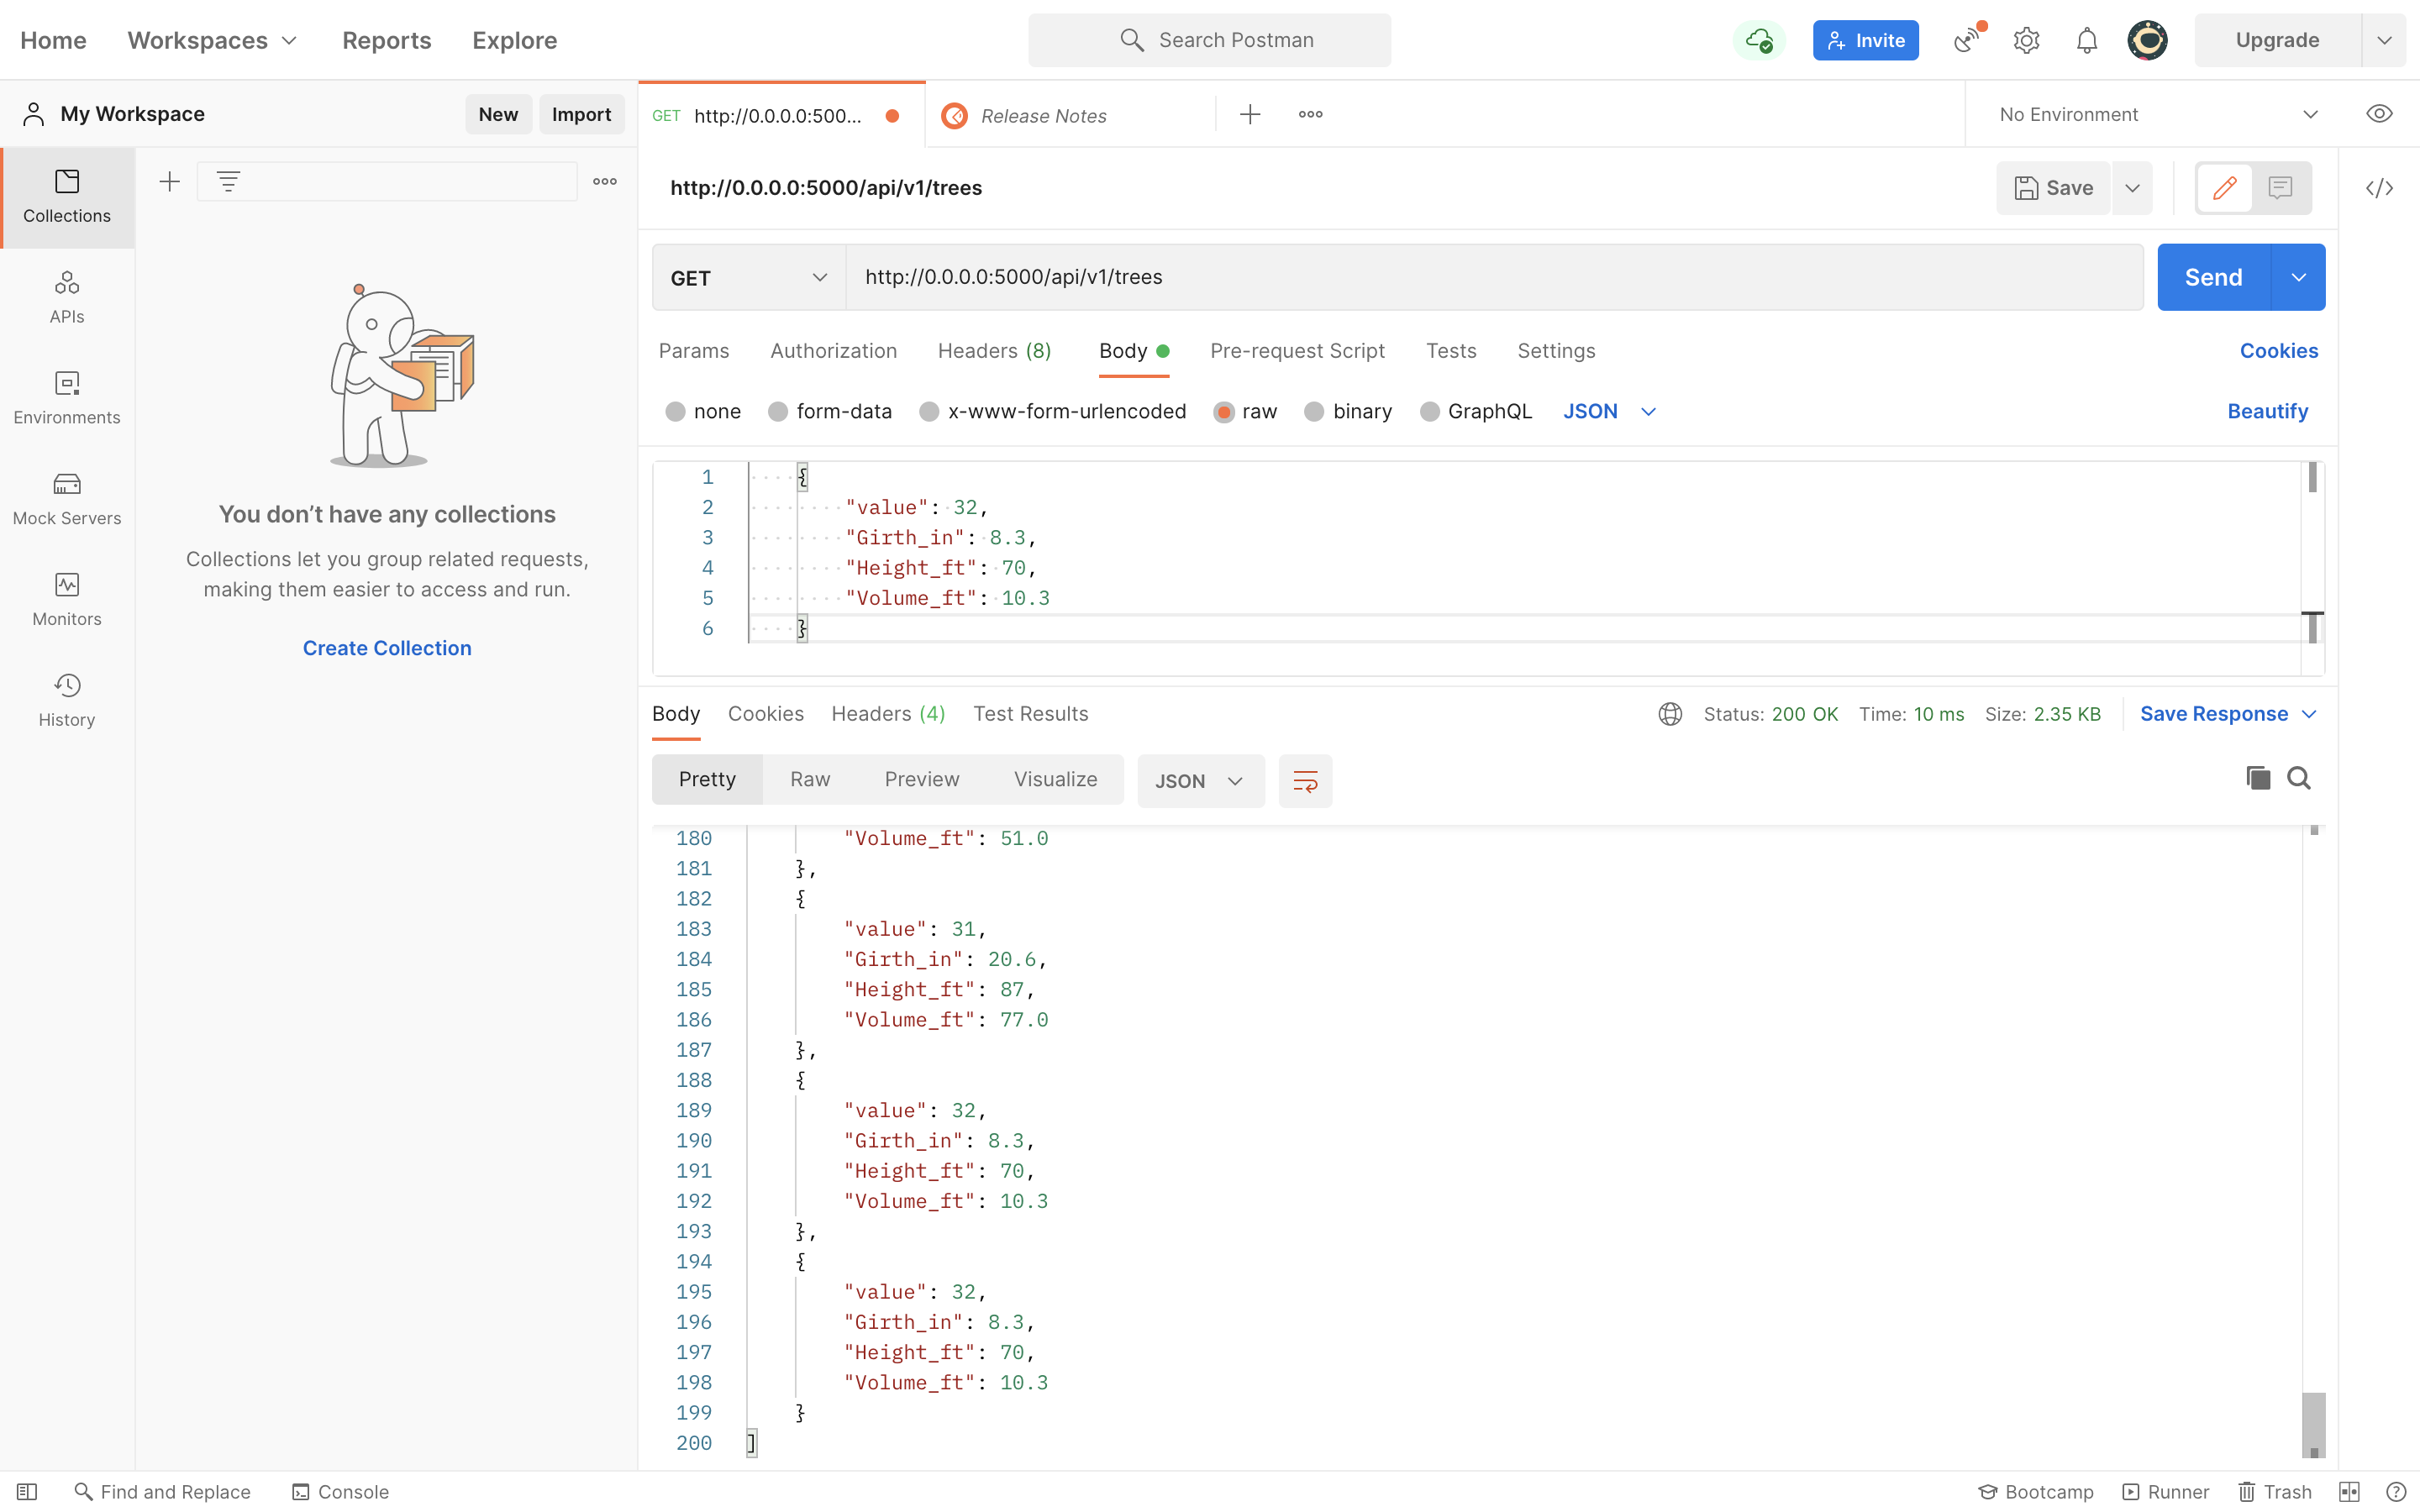 Home Workspaces Reports Explore Search Postman Invite Upgrade
My Workspace New Import GET http://0.0.0.0:500... Release Notes No Environment
Collections
APIs
Environments
Mock Servers
Monitors
History
You don’t have any collections
Collections let you group related requests,
making them easier to access and run.
Create Collection
http://0.0.0.0:5000/api/v1/trees Save
GET http://0.0.0.0:5000/api/v1/trees Send
Params Authorization Headers (8) Body Pre-request Script Tests Settings Cookies
none form-data x-www-form-urlencoded raw binary GraphQL JSON Beautify
1 {
2 "value": 32,
3 "Girth_in": 8.3,
4 "Height_ft": 70,
5 "Volume_ft": 10.3
6 }
Body Cookies Headers (4) Test Results Status: 200 OK Time: 10 ms Size: 2.35 KB Save Response
Pretty Raw Preview Visualize JSON
180 "Volume_ft": 51.0
181 },
182 {
183 "value": 31,
184 "Girth_in": 20.6,
185 "Height_ft": 87,
186 "Volume_ft": 77.0
187 },
188 {
189 "value": 32,
190 "Girth_in": 8.3,
191 "Height_ft": 70,
192 "Volume_ft": 10.3
193 },
194 {
195 "value": 32,
196 "Girth_in": 8.3,
197 "Height_ft": 70,
198 "Volume_ft": 10.3
199 }
200 ]
Find and Replace Console Bootcamp Runner Trash